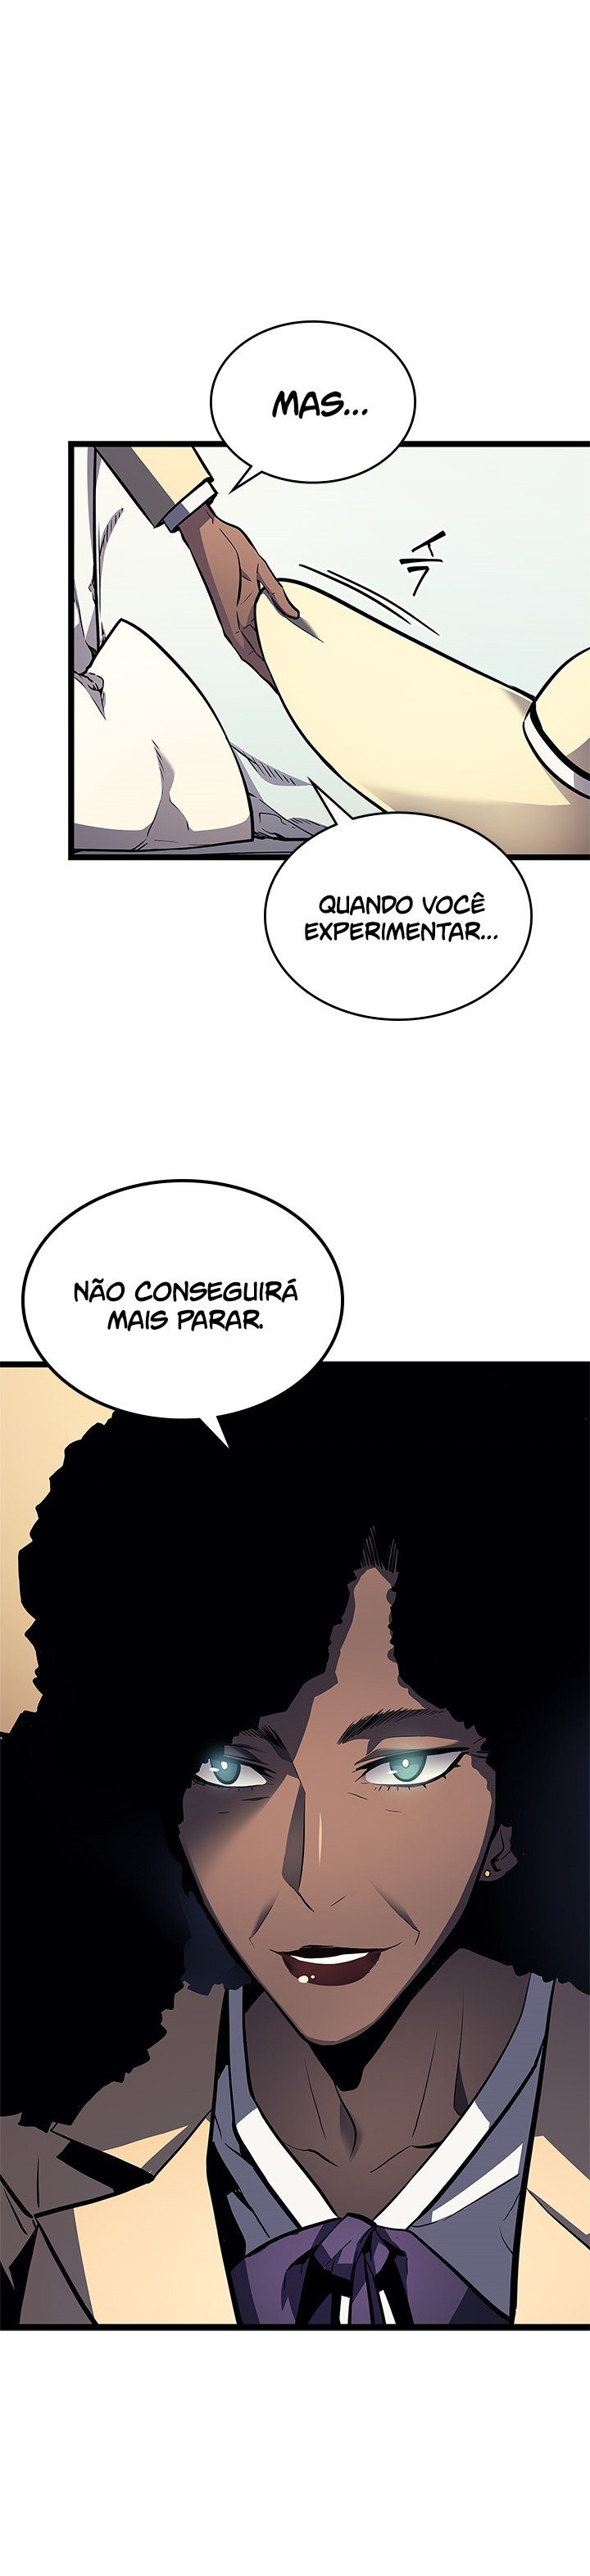 MAS...
QUANDO VOCÊ
EXPERIMENTAR...
NÃO CONSEGUIRÁ
MAIS PARAR.